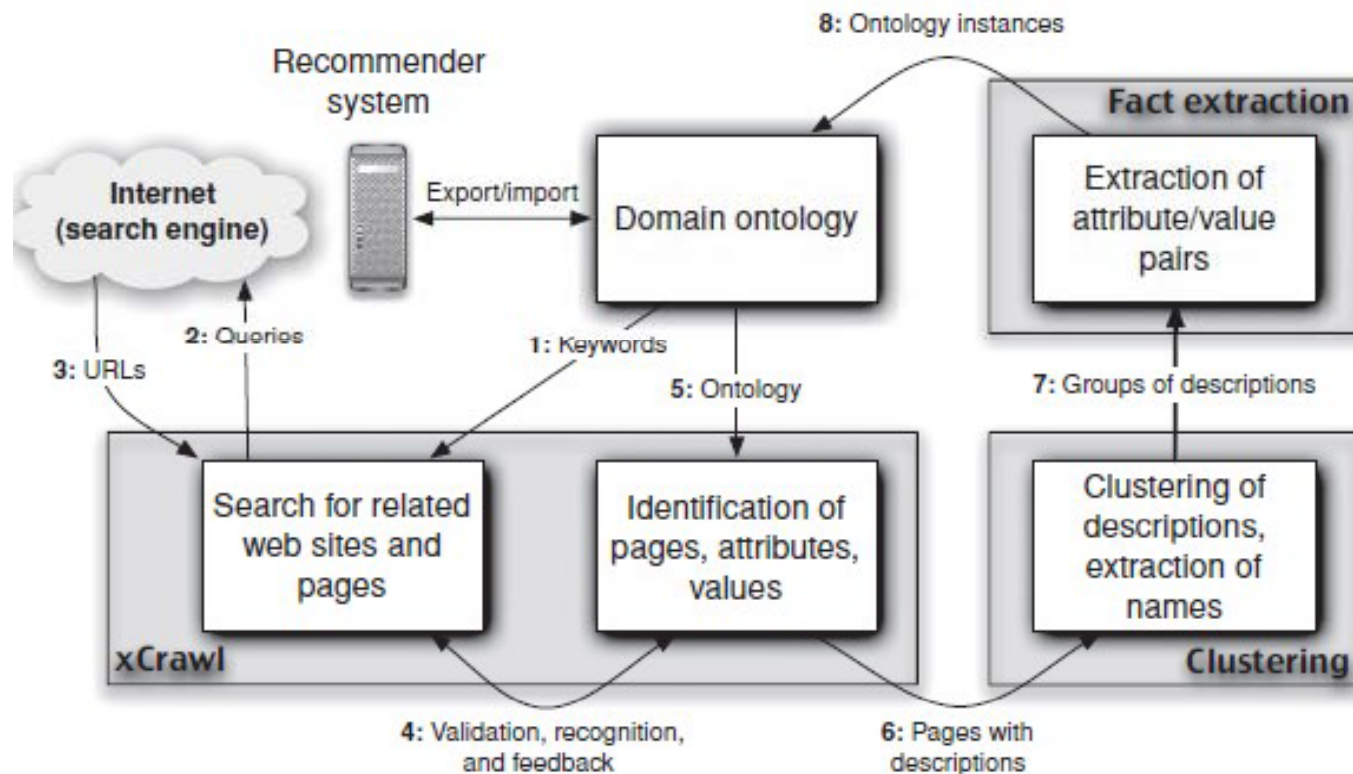 8: Ontology instances
Recommender
system
Fact extraction
Internet
(search engine)
Export/import
Domain ontology
Extraction of
attribute/value
pairs
2: Queries
1: Keywords
3: URLs
5: Ontology
7: Groups of descriptions
Search for related
web sites and
pages
Identification of
pages, attributes,
values
Clustering of
descriptions,
extraction of
names
xCrawl
Clustering
4: Validation, recognition,
and feedback
6: Pages with
descriptions